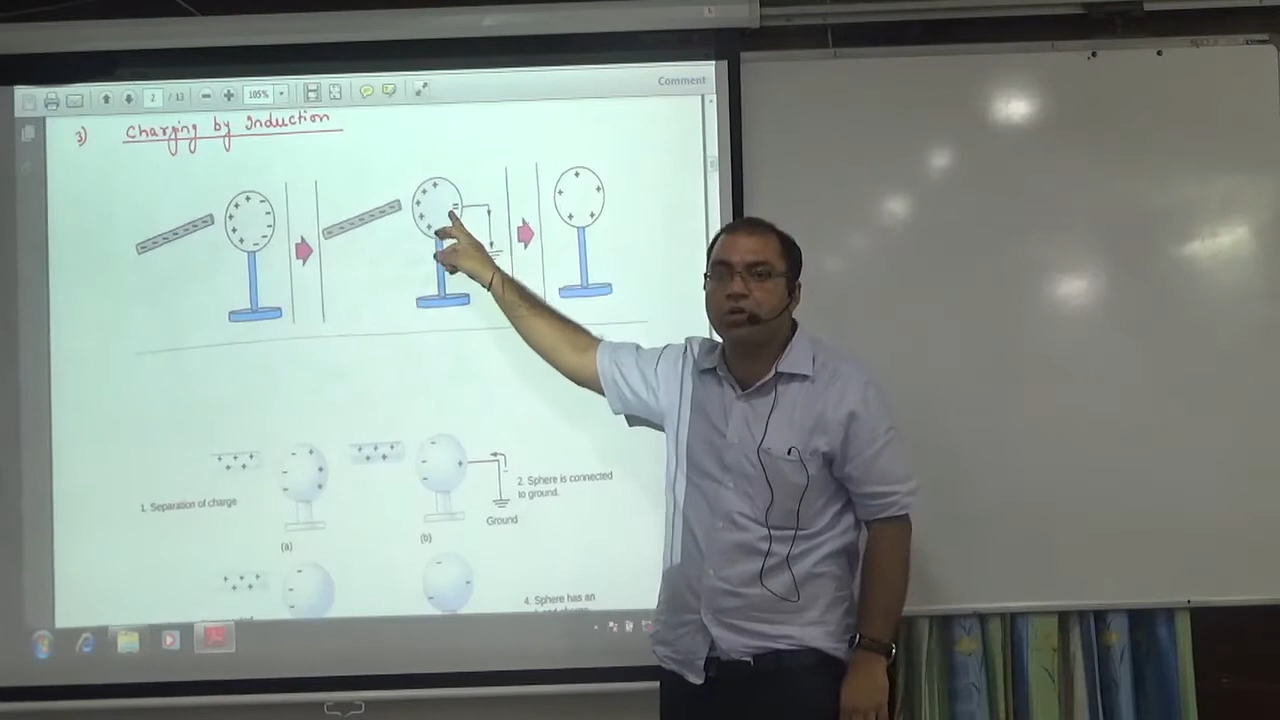 Comment
2 / 13 105%
3) Charging by Induction
1. Separation of charge
(a)
2. Sphere is connected
to ground.
Ground
(b)
4. Sphere has an